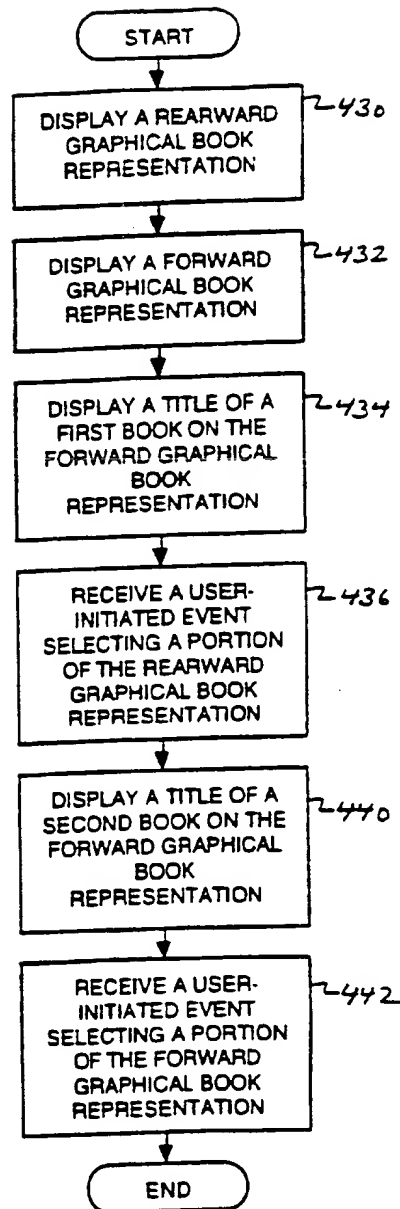 START
DISPLAY A REARWARD
GRAPHICAL BOOK
REPRESENTATION
430
DISPLAY A FORWARD
GRAPHICAL BOOK
REPRESENTATION
432
DISPLAY A TITLE OF A
FIRST BOOK ON THE
FORWARD GRAPHICAL
BOOK
REPRESENTATION
434
RECEIVE A USER-
INITIATED EVENT
SELECTING A PORTION
OF THE REARWARD
GRAPHICAL BOOK
REPRESENTATION
436
DISPLAY A TITLE OF A
SECOND BOOK ON THE
FORWARD GRAPHICAL
BOOK
REPRESENTATION
440
RECEIVE A USER-
INITIATED EVENT
SELECTING A PORTION
OF THE FORWARD
GRAPHICAL BOOK
REPRESENTATION
442
END